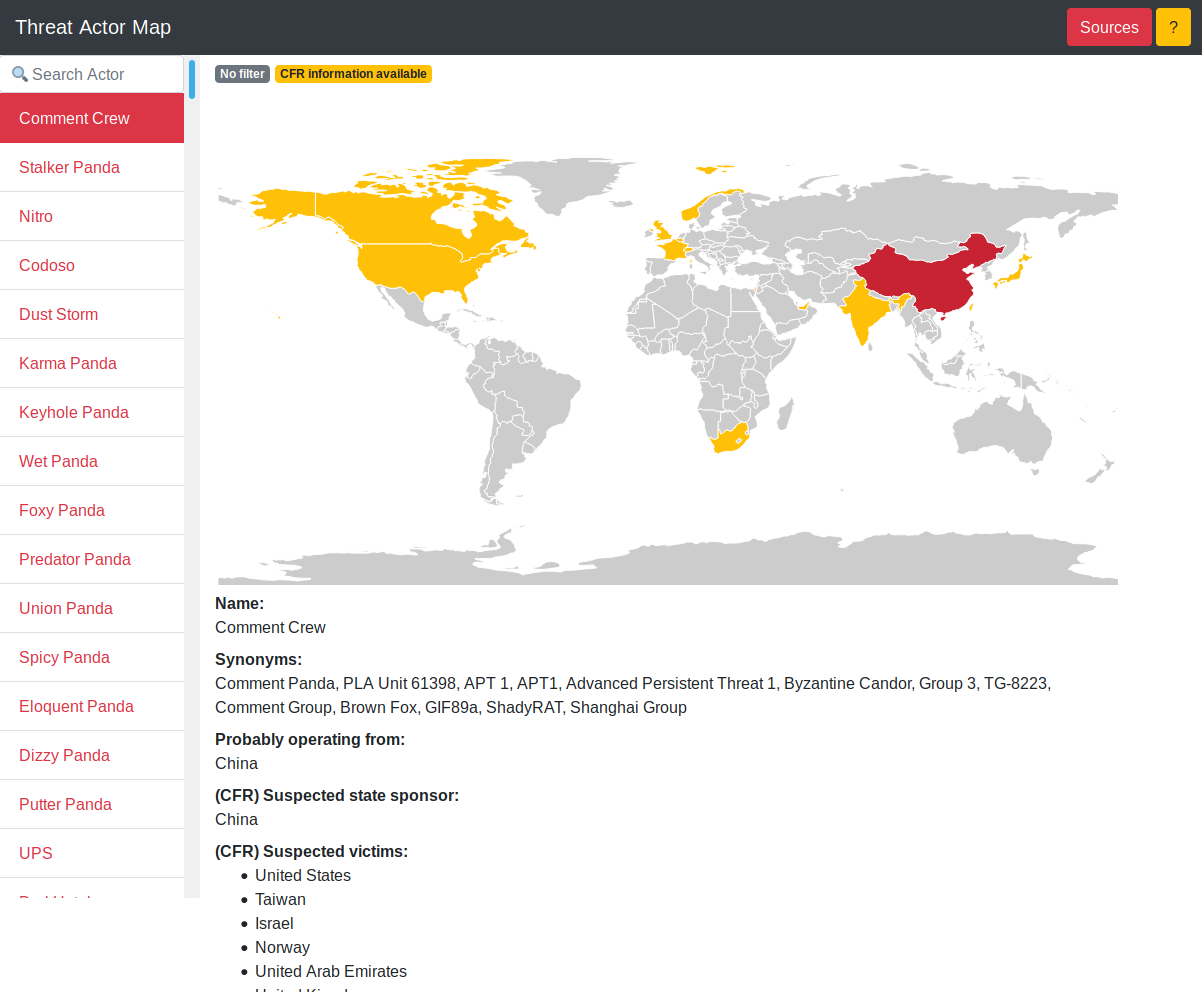 Threat Actor Map
Sources
?
Search Actor
No filter
CFR information available
Comment Crew
Stalker Panda
Nitro
Codoso
Dust Storm
Karma Panda
Keyhole Panda
Wet Panda
Foxy Panda
Predator Panda
Union Panda
Spicy Panda
Eloquent Panda
Dizzy Panda
Putter Panda
UPS
Name:
Comment Crew
Synonyms:
Comment Panda, PLA Unit 61398, APT 1, APT1, Advanced Persistent Threat 1, Byzantine Candor, Group 3, TG-8223,
Comment Group, Brown Fox, GIF89a, ShadyRAT, Shanghai Group
Probably operating from:
China
(CFR) Suspected state sponsor:
China
(CFR) Suspected victims:
United States
Taiwan
Israel
Norway
United Arab Emirates